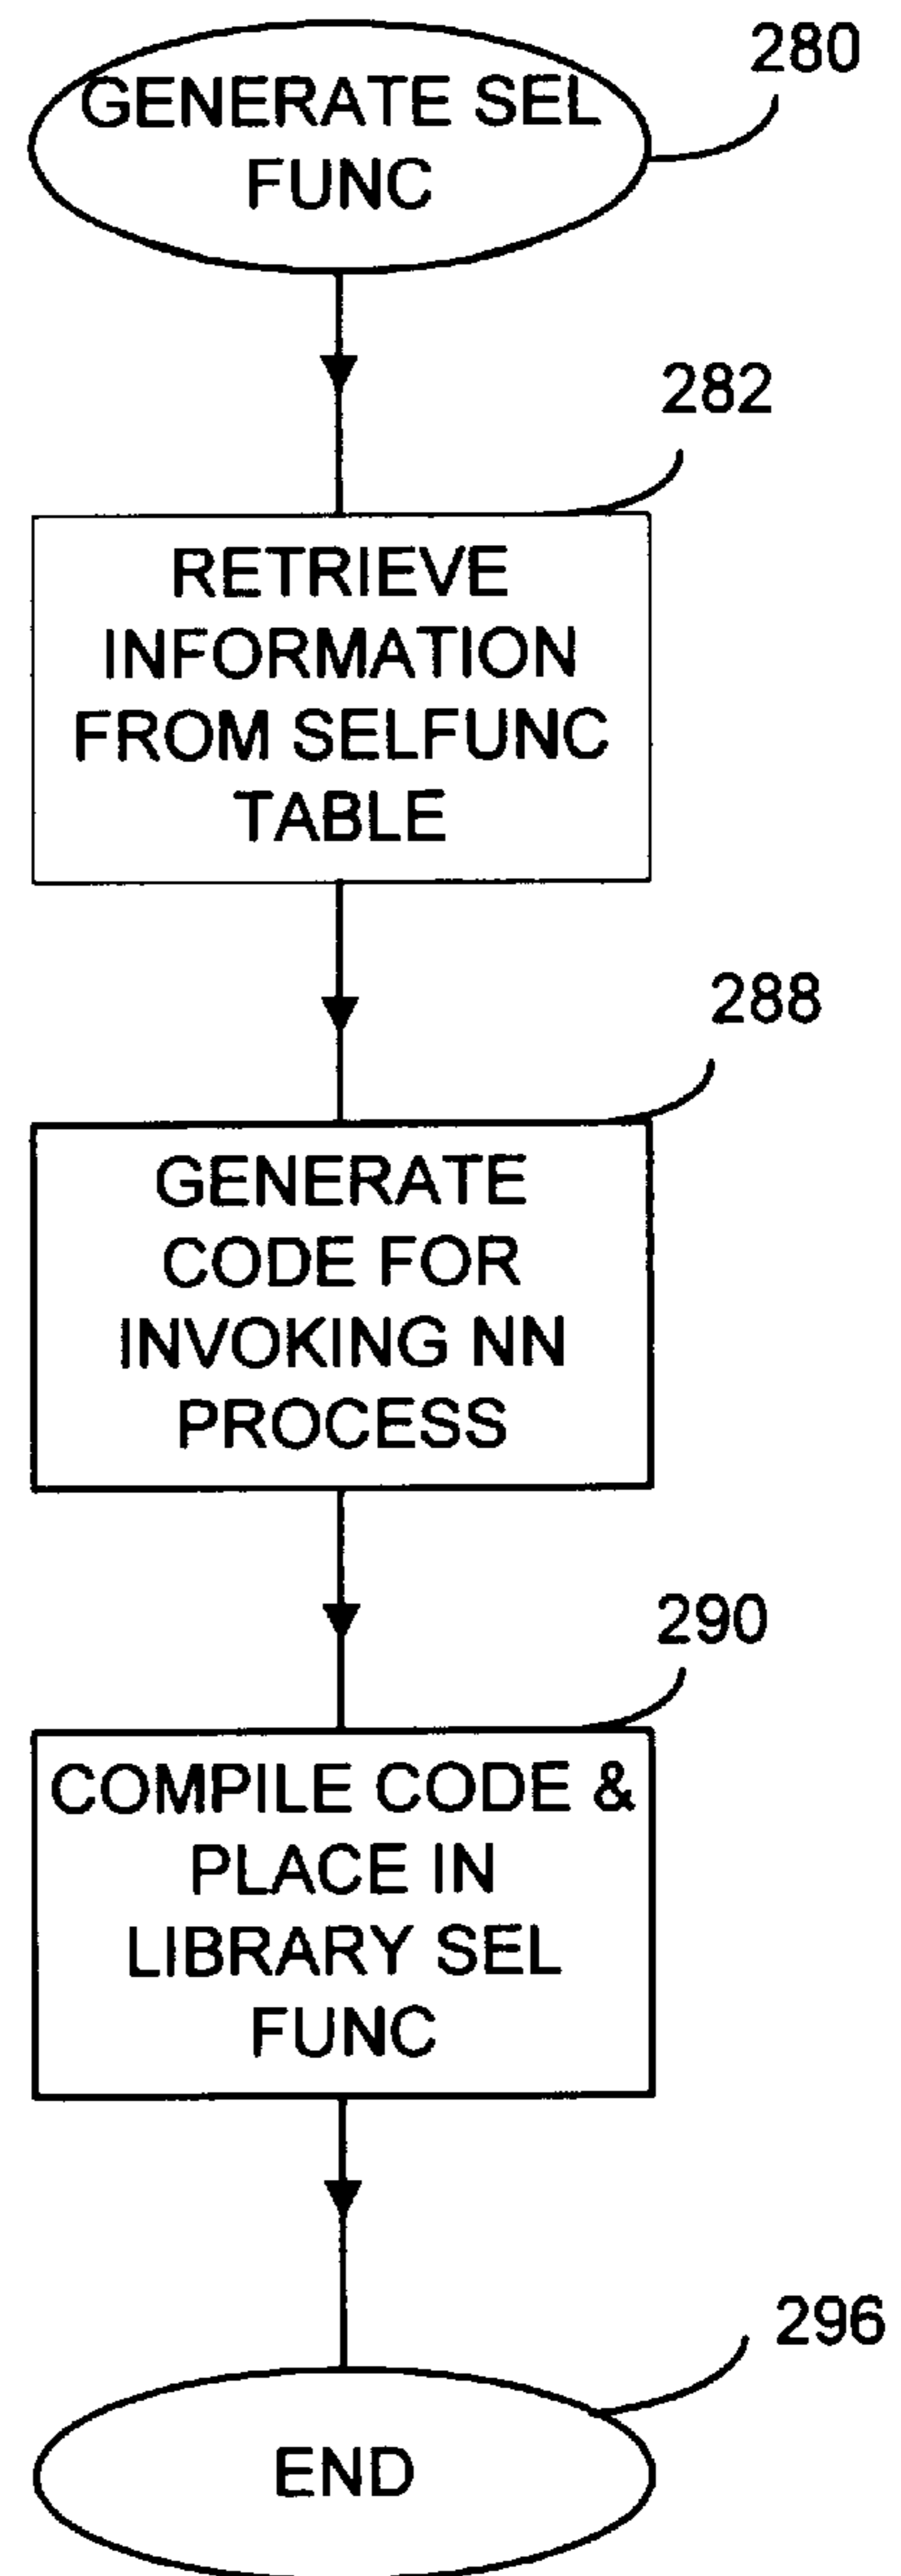 280
GENERATE SEL
FUNC
282
RETRIEVE
INFORMATION
FROM SELFUNC
TABLE
288
GENERATE
CODE FOR
INVOKING NN
PROCESS
290
COMPILE CODE &
PLACE IN
LIBRARY SEL
FUNC
296
END